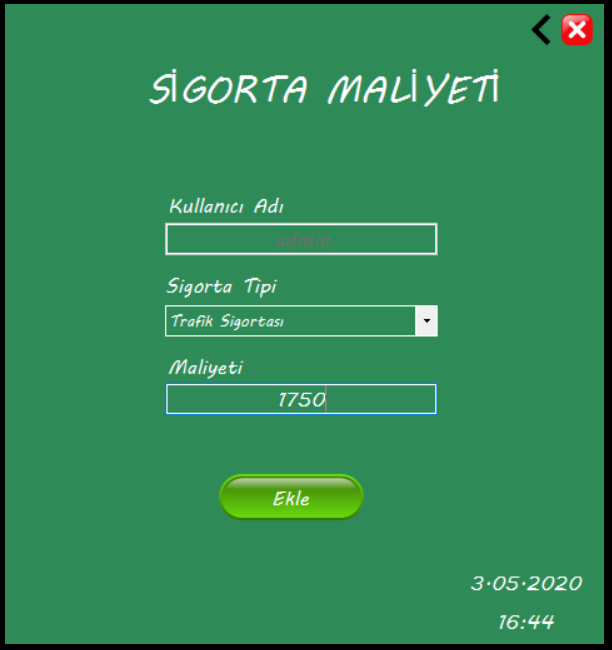 SİGORTA MALİYETİ
Kullanıcı Adı
admin
Sigorta Tipi
Trafik Sigortası
Maliyeti
1750
Ekle
3.05.2020
16:44